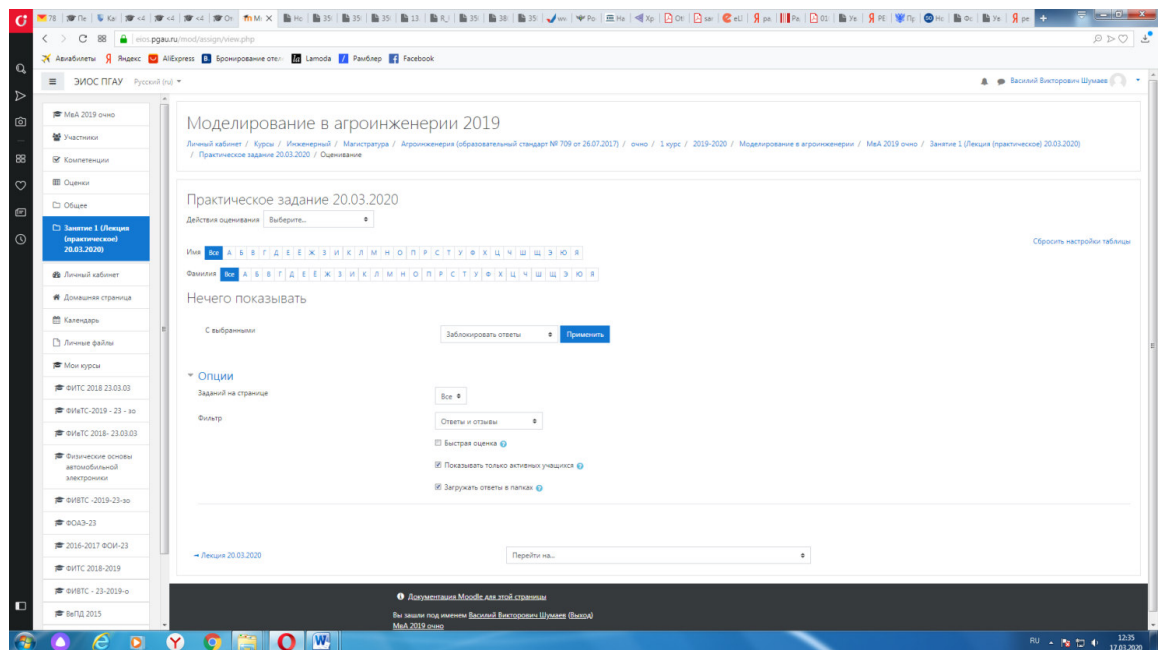 eios.pgau.ru/mod/assign/view.php
Авиабилеты Яндекс AliExpress Бронирование отел Lamoda Рамблер Facebook
ЭИОС ПГАУ Русский (ru)
Василий Викторович Шумаев
МеА 2019 очно
Участники
Компетенции
Оценки
Общее
Занятие 1 (Лекция
(практическое)
20.03.2020)
Личный кабинет
Домашняя страница
Календарь
Личные файлы
Мои курсы
ФИТС 2018 23.03.03
ФИеТС-2019 - 23 - зо
ФИеТС 2018- 23.03.03
Физические основы
автомобильной
электроники
ФИВТС -2019-23-зо
ФОАЭ-23
2016-2017 ФОИ-23
ФИТС 2018-2019
ФИВТС - 23-2019-о
ВеПД 2015
Моделирование в агроинженерии 2019
Личный кабинет / Курсы / Инженерный / Магистратура / Агроинженерия (образовательный стандарт № 709 от 26.07.2017) / очно / 1 курс / 2019-2020 / Моделирование в агроинженерии / МеА 2019 очно / Занятие 1 (Лекция (практическое) 20.03.2020)
/ Практическое задание 20.03.2020 / Оценивание
Практическое задание 20.03.2020
Действия оценивания Выберите...
Сбросить настройки таблицы
Имя Все А Б В Г Д Е Ё Ж З И К Л М Н О П Р С Т У Ф Х Ц Ч Ш Щ Э Ю Я
Фамилия Все А Б В Г Д Е Ё Ж З И К Л М Н О П Р С Т У Ф Х Ц Ч Ш Щ Э Ю Я
Нечего показывать
С выбранными Заблокировать ответы Применить
Опции
Заданий на странице Все
Фильтр Ответы и отзывы
Быстрая оценка
Показывать только активных учащихся
Загружать ответы в папках
→ Лекция 20.03.2020 Перейти на...
Документация Moodle для этой страницы
Вы зашли под именем Василий Викторович Шумаев (Выход)
МеА 2019 очно
RU 12:35
17.03.2020